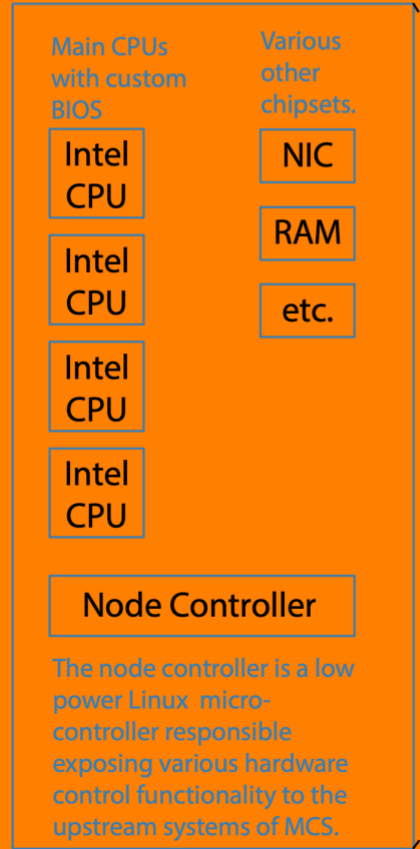 Main CPUs
with custom
BIOS
Intel
CPU
Intel
CPU
Intel
CPU
Intel
CPU
Various
other
chipsets.
NIC
RAM
etc.
Node Controller
The node controller is a low
power Linux micro-
controller responsible
exposing various hardware
control functionality to the
upstream systems of MCS.